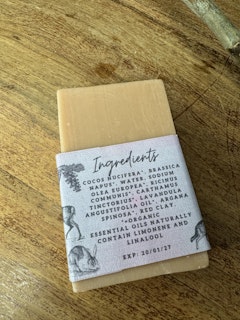 Ingredients
COCOS NUCIFERA*, BRASSICA
NAPUS*, WATER, SODIUM
OLEA EUROPEA*, RICINUS
COMMUNIS*, CARTHAMUS
TINCTORIUS*, LAVANDULA
ANGUSTIFOLIA OIL*, ARGANA
SPINOSA*, RED CLAY.
*=ORGANIC
ESSENTIAL OILS NATURALLY
CONTAIN LIMONENE AND
LINALOOL
EXP: 20/01/27